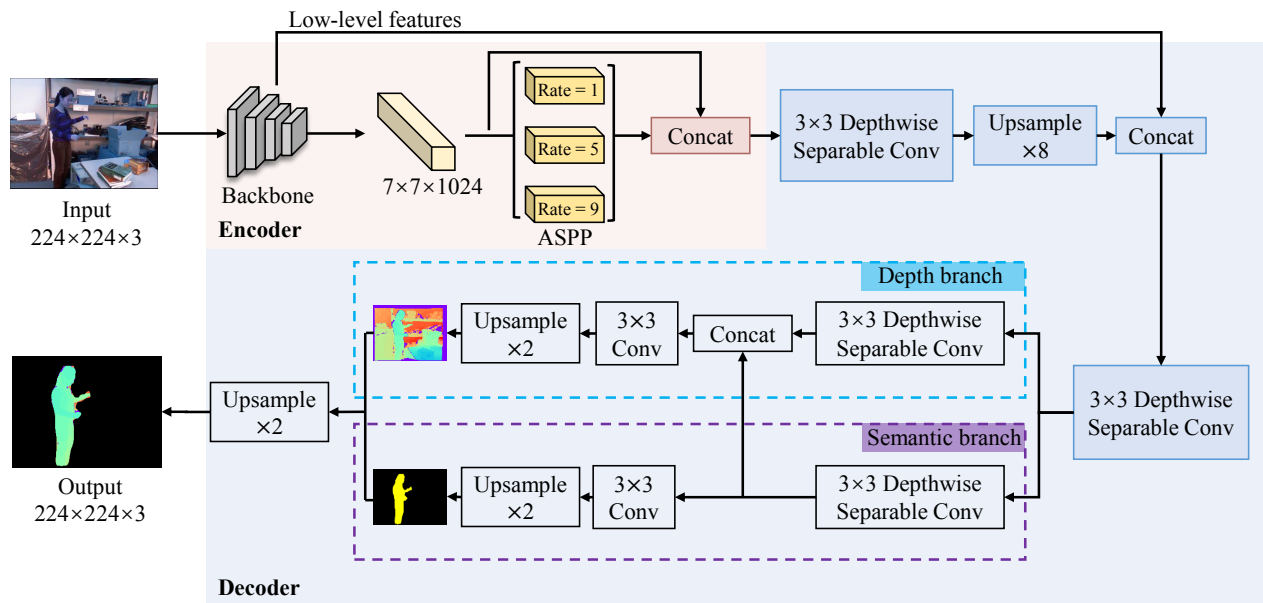 Low-level features
Input
224×224×3
Backbone
Encoder
7×7×1024
Rate = 1
Rate = 5
Rate = 9
ASPP
Concat
3×3 Depthwise
Separable Conv
Upsample
×8
Concat
3×3 Depthwise
Separable Conv
Depth branch
3×3 Depthwise
Separable Conv
Concat
3×3
Conv
Upsample
×2
Semantic branch
3×3 Depthwise
Separable Conv
3×3
Conv
Upsample
×2
Upsample
×2
Output
224×224×3
Decoder